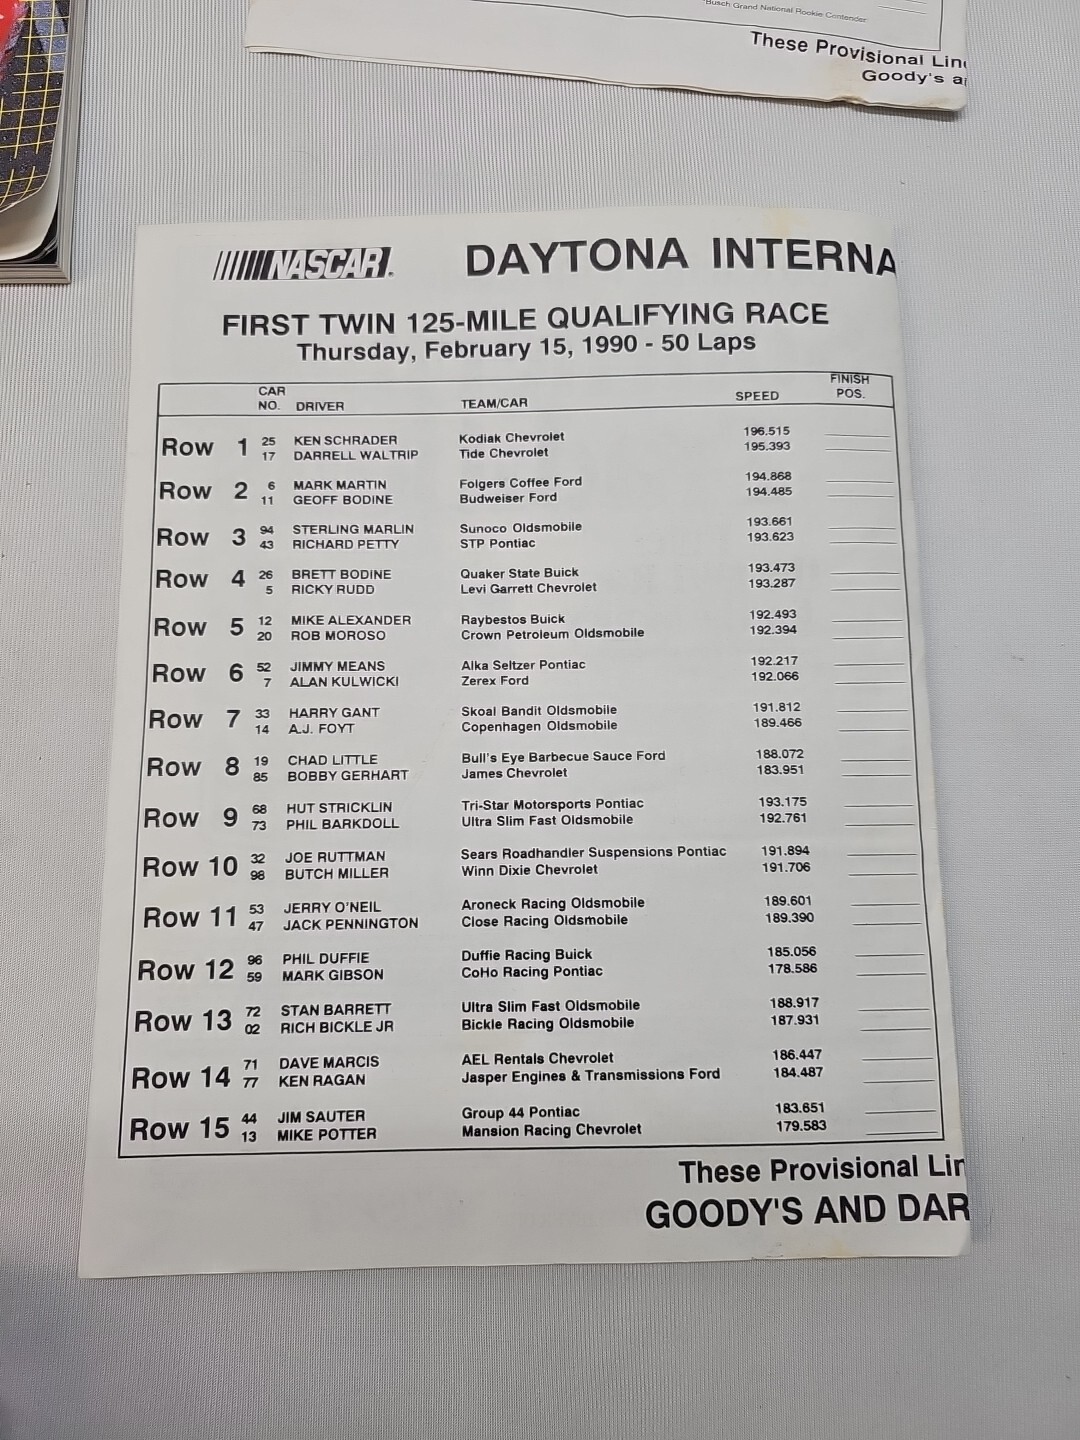 *Busch Grand National Rookie Contender
These Provisional Lin
Goody's a
NASCAR. DAYTONA INTERNA
FIRST TWIN 125-MILE QUALIFYING RACE
Thursday, February 15, 1990 - 50 Laps
CAR NO. DRIVER TEAM/CAR SPEED FINISH POS.
Row 1 25 KEN SCHRADER Kodiak Chevrolet 196.515
17 DARRELL WALTRIP Tide Chevrolet 195.393
Row 2 6 MARK MARTIN Folgers Coffee Ford 194.868
11 GEOFF BODINE Budweiser Ford 194.485
Row 3 94 STERLING MARLIN Sunoco Oldsmobile 193.661
43 RICHARD PETTY STP Pontiac 193.623
Row 4 26 BRETT BODINE Quaker State Buick 193.473
5 RICKY RUDD Levi Garrett Chevrolet 193.287
Row 5 12 MIKE ALEXANDER Raybestos Buick 192.493
20 ROB MOROSO Crown Petroleum Oldsmobile 192.394
Row 6 52 JIMMY MEANS Alka Seltzer Pontiac 192.217
7 ALAN KULWICKI Zerex Ford 192.066
Row 7 33 HARRY GANT Skoal Bandit Oldsmobile 191.812
14 A.J. FOYT Copenhagen Oldsmobile 189.466
Row 8 19 CHAD LITTLE Bull's Eye Barbecue Sauce Ford 188.072
85 BOBBY GERHART James Chevrolet 183.951
Row 9 68 HUT STRICKLIN Tri-Star Motorsports Pontiac 193.175
73 PHIL BARKDOLL Ultra Slim Fast Oldsmobile 192.761
Row 10 32 JOE RUTTMAN Sears Roadhandler Suspensions Pontiac 191.894
98 BUTCH MILLER Winn Dixie Chevrolet 191.706
Row 11 53 JERRY O'NEIL Aroneck Racing Oldsmobile 189.601
47 JACK PENNINGTON Close Racing Oldsmobile 189.390
Row 12 96 PHIL DUFFIE Duffie Racing Buick 185.056
59 MARK GIBSON CoHo Racing Pontiac 178.586
Row 13 72 STAN BARRETT Ultra Slim Fast Oldsmobile 188.917
02 RICH BICKLE JR Bickle Racing Oldsmobile 187.931
Row 14 71 DAVE MARCIS AEL Rentals Chevrolet 186.447
77 KEN RAGAN Jasper Engines & Transmissions Ford 184.487
Row 15 44 JIM SAUTER Group 44 Pontiac 183.651
13 MIKE POTTER Mansion Racing Chevrolet 179.583
These Provisional Lin
GOODY'S AND DAR